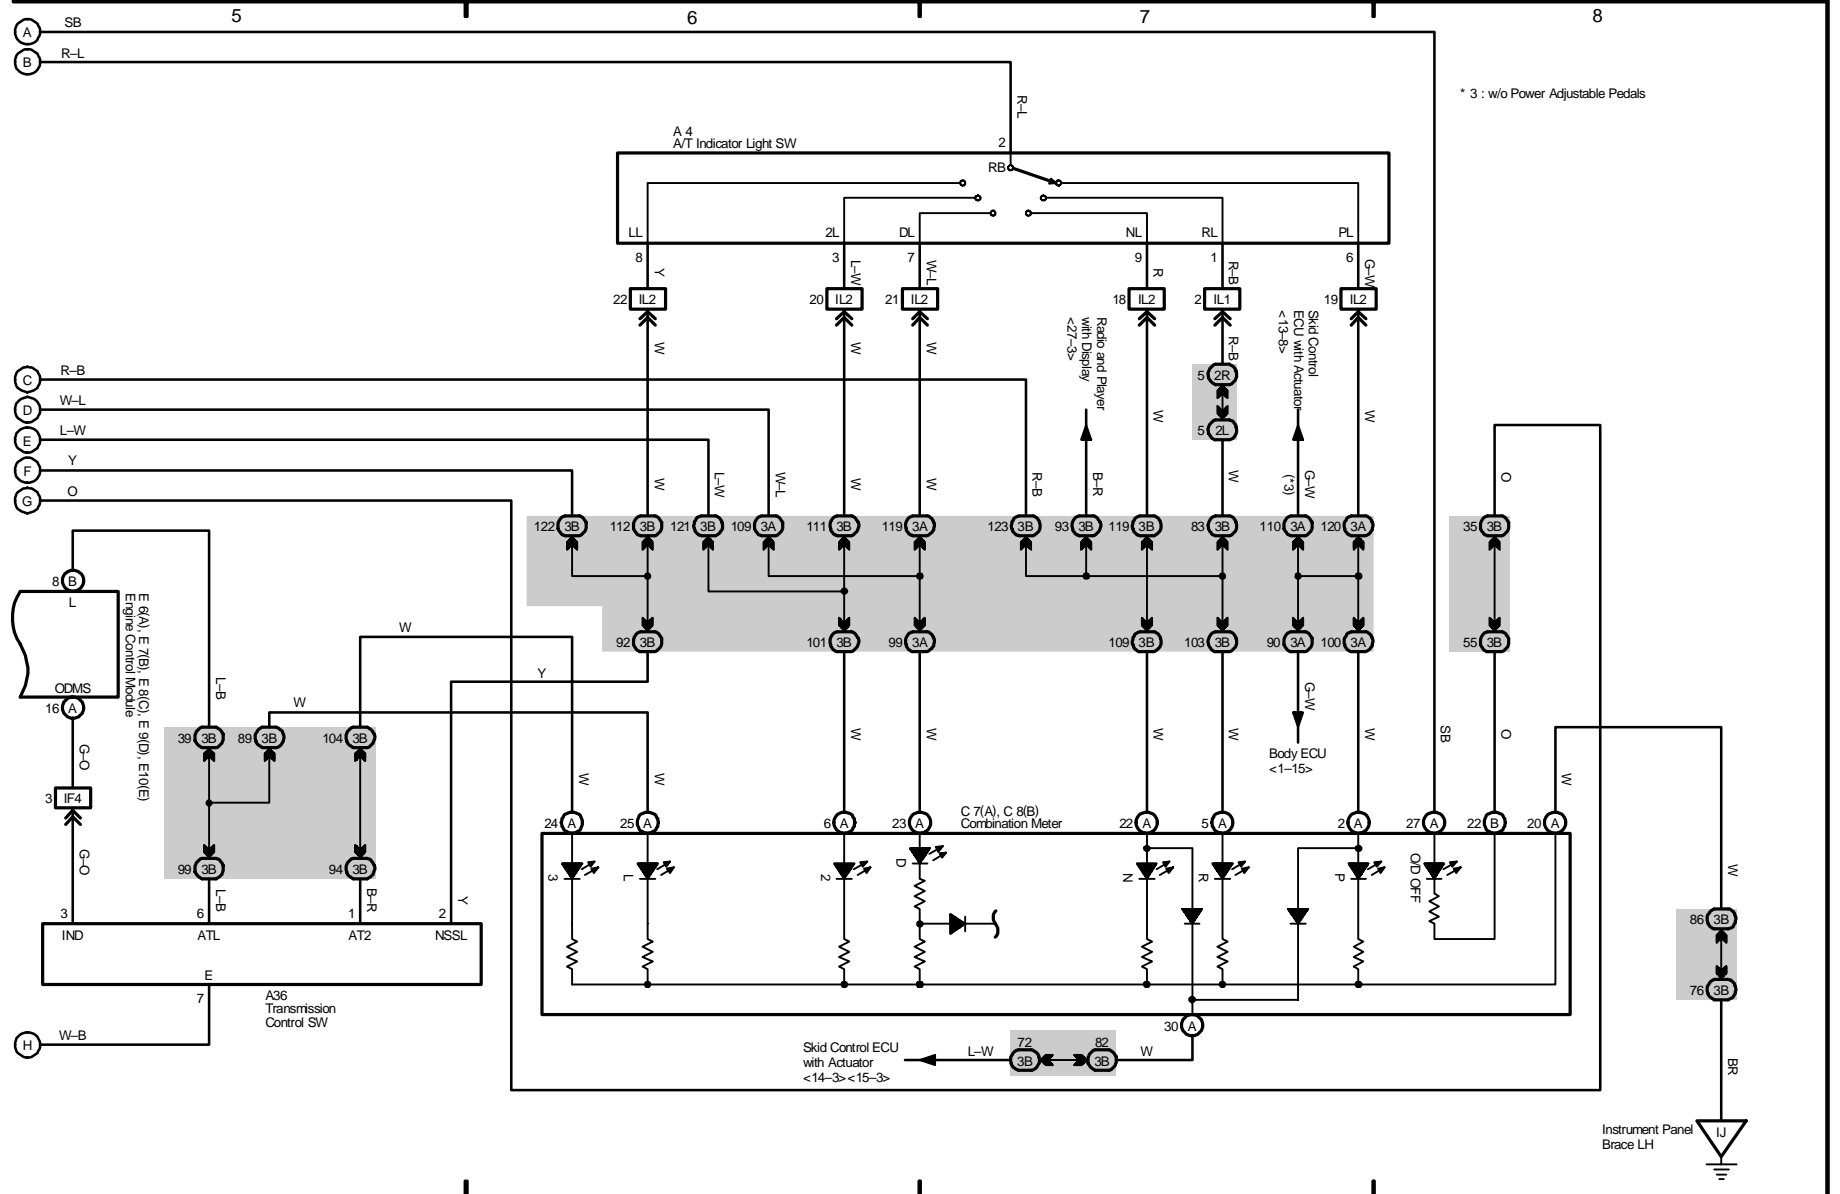 5 6 7 8
A SB
B R–L
* 3 : w/o Power Adjustable Pedals
R–L
A 4
A/T Indicator Light SW
2
RB
LL 2L DL NL RL PL
8 3 7 9 1 6
Y L–W W–L R R–B G–W
22 IL2 20 IL2 21 IL2 18 IL2 2 IL1 19 IL2
W W W R–B
Radio and Player
with Display
<27–3>
Skid Control
ECU with Actuator
<13–8>
C R–B
D W–L
E L–W
F Y
G O
5 2R
5 2L
W W
W L–W W–L W W R–B B–R W G–W (*3) O
122 3B 112 3B 121 3B 109 3A 111 3B 119 3A 123 3B 93 3B 119 3B 83 3B 110 3A 120 3A 35 3B
8 B
L
E 6(A), E 7(B), E 8(C), E 9(D), E10(E)
Engine Control Module
ODMS
16 A
W
92 3B 101 3B 99 3A 109 3B 103 3B 90 3A 100 3A 55 3B
Y
L–B
W
G–W
39 3B 89 3B 104 3B
W W W W W SB O
G–O
Body ECU
<1–15>
W W W
3 IF4
C 7(A), C 8(B)
Combination Meter
24 A 25 A 6 A 23 A 22 A 5 A 2 A 27 A 22 B 20 A
G–O
99 3B 94 3B
3 L 2 D N R P O/D OFF
W
L–B B–R Y
3 6 1 2
IND ATL AT2 NSSL
86 3B
E
7
A36
Transmission
Control SW
76 3B
H W–B
30 A
Skid Control ECU
with Actuator
<14–3><15–3>
L–W 72 3B 82 3B W
BR
Instrument Panel
Brace LH
IJ